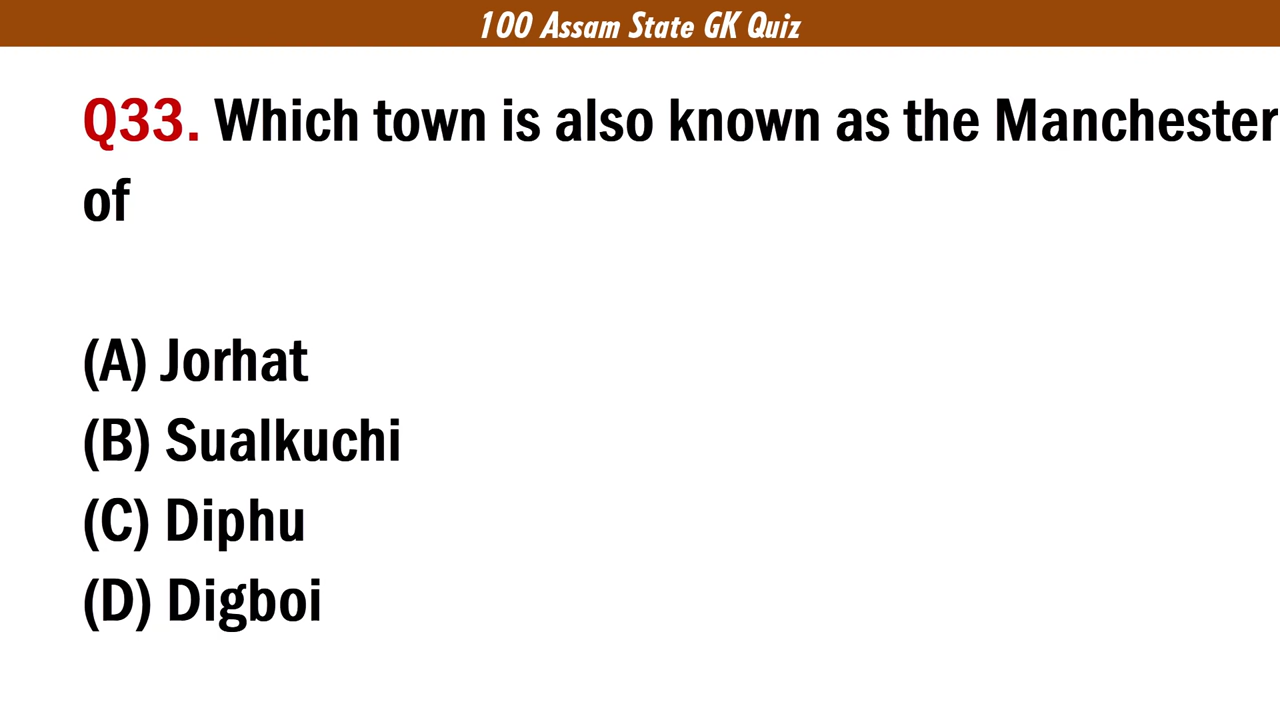 100 Assam State GK Quiz
Q33. Which town is also known as the Manchester
of
(A) Jorhat
(B) Sualkuchi
(C) Diphu
(D) Digboi